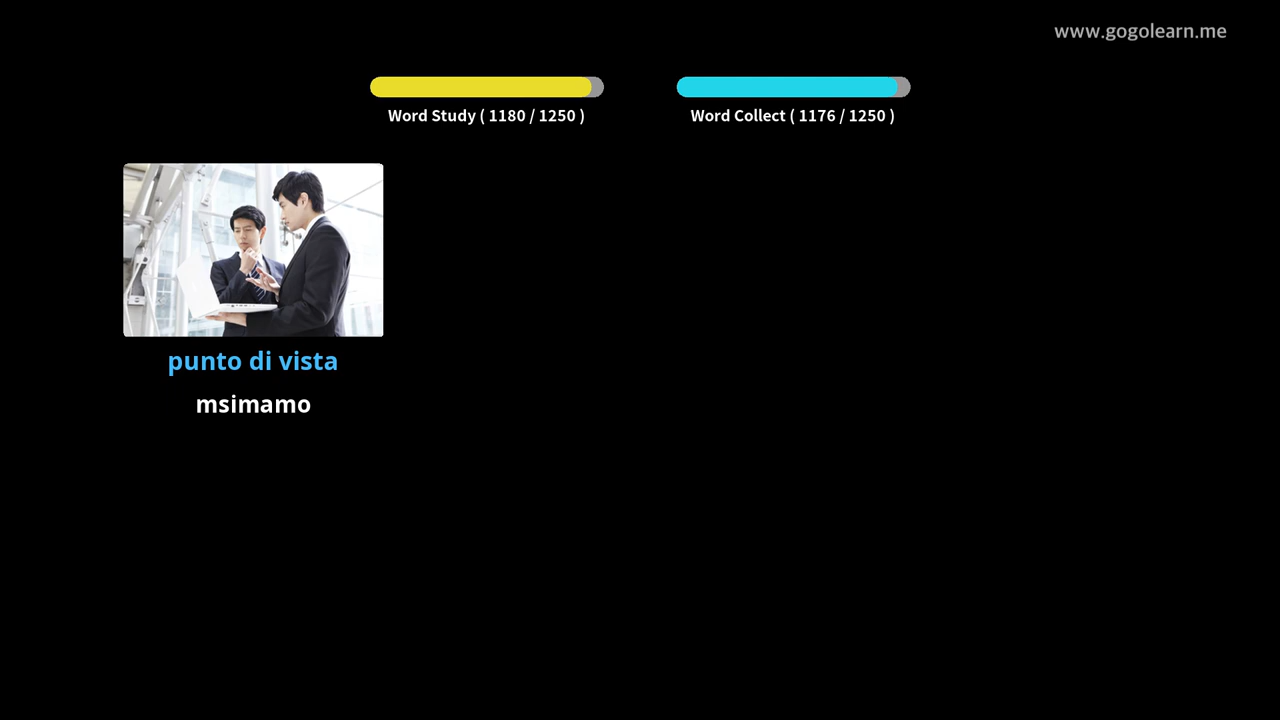 www.gogolearn.me
Word Study ( 1180 / 1250 )
Word Collect ( 1176 / 1250 )
punto di vista
msimamo